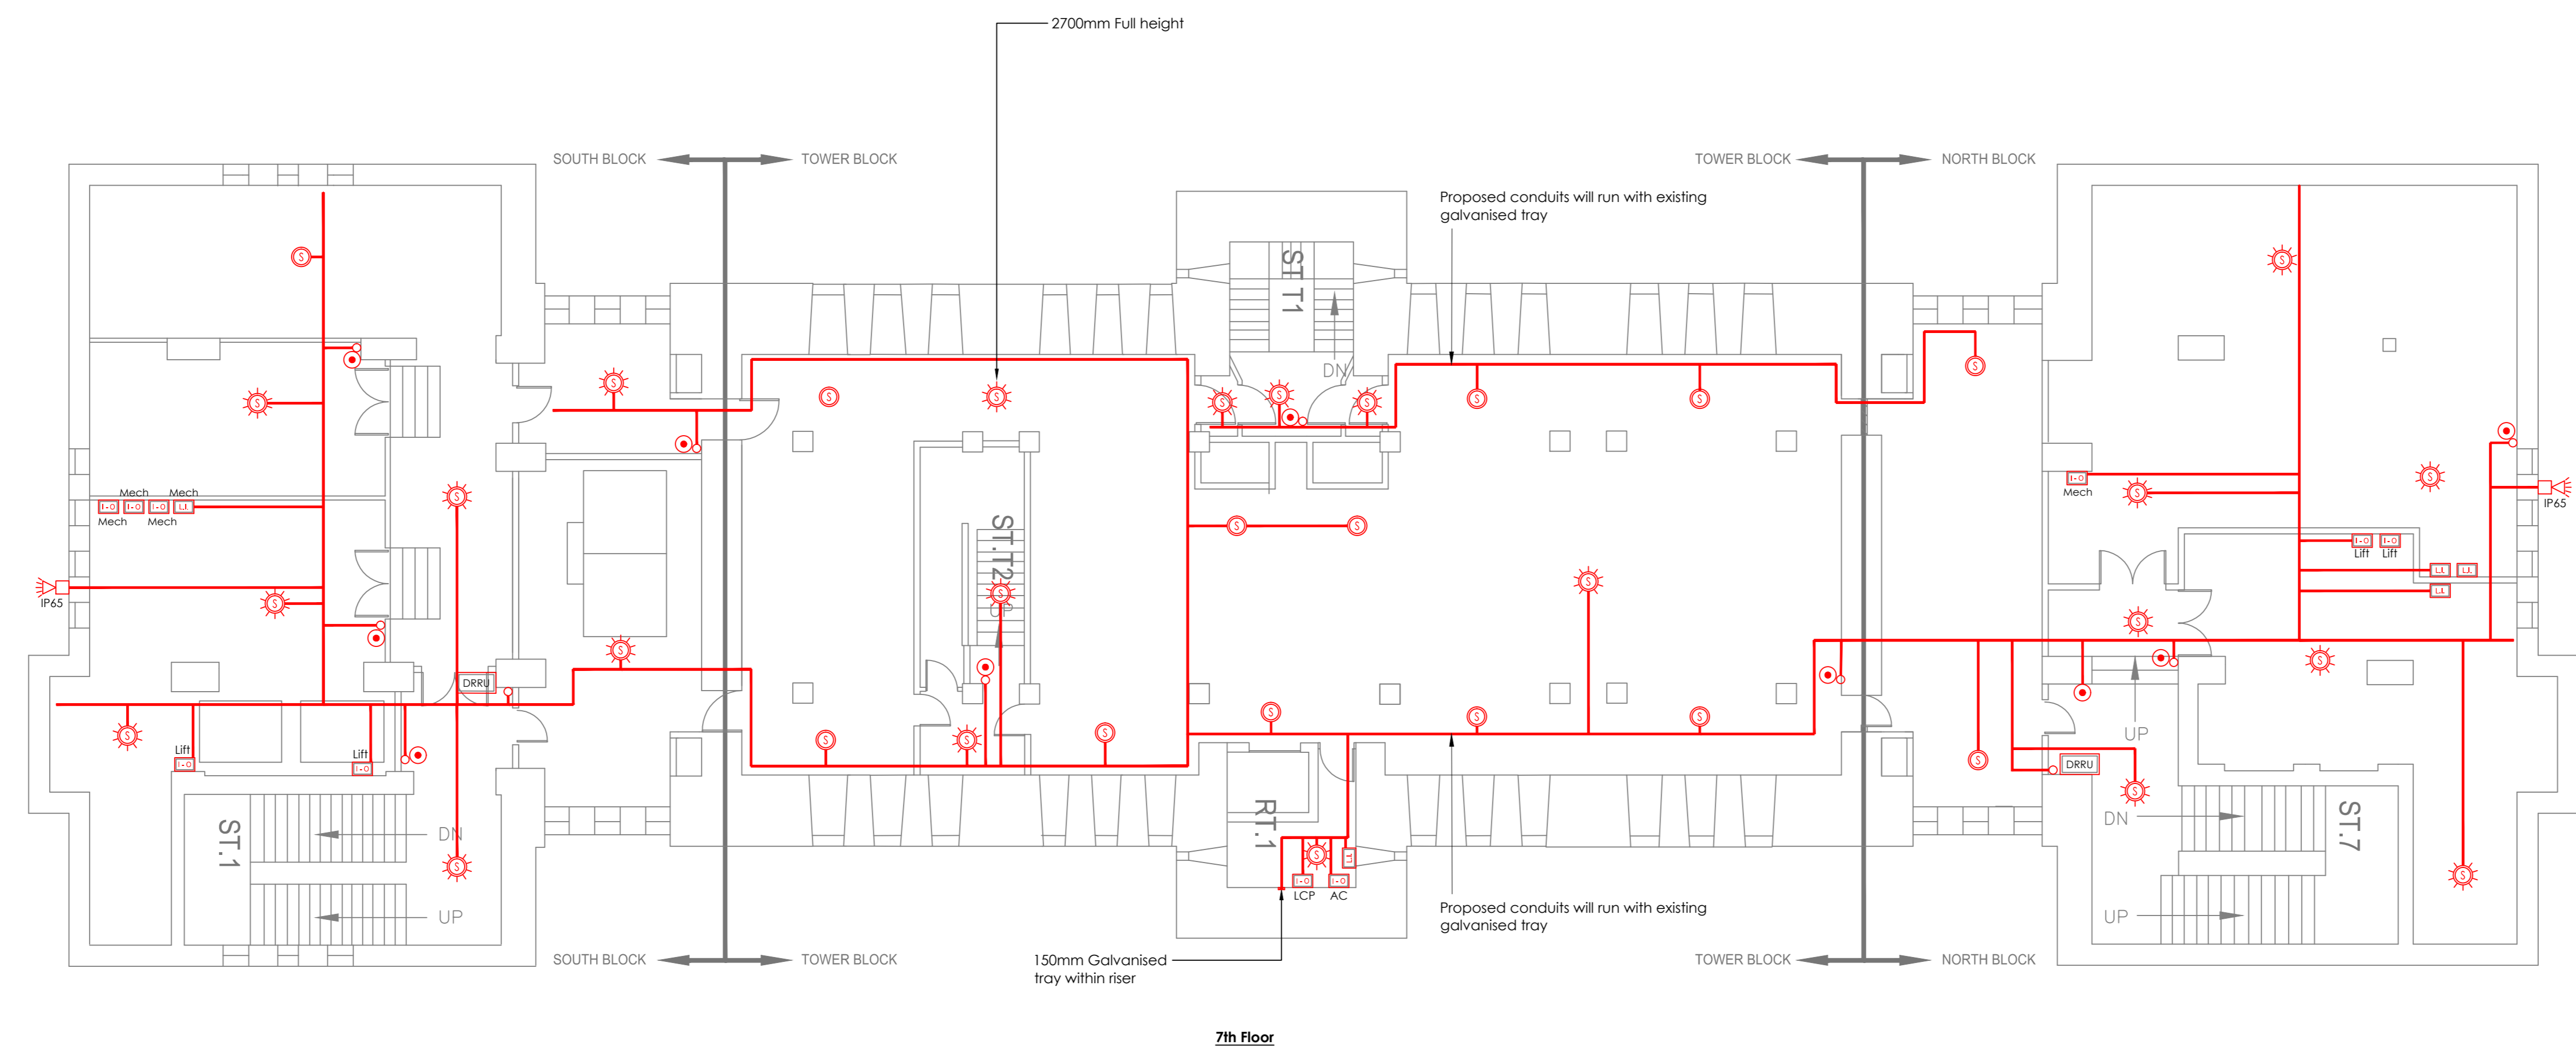 2700mm Full height
SOUTH BLOCK
TOWER BLOCK
TOWER BLOCK
NORTH BLOCK
Proposed conduits will run with existing
galvanised tray
S
ST.T1
S
S
DN
S
S
S
S
S
S
S
S
S
S
S
S
Mech
Mech
I-O
I-O
I-O
I.I.
Mech
Mech
S
I-O
Mech
S
S
IP65
S
S
ST.T2
I-O
I-O
Lift
Lift
I.I.
I.I.
I.I.
IP65
S
S
UP
S
S
S
S
DRRU
S
S
S
S
S
S
S
S
UP
Lift
I-O
Lift
I-O
S
DRRU
S
ST.1
DN
UP
S
RT.1
S
I.I.
I-O
I-O
LCP
AC
DN
UP
ST.7
S
Proposed conduits will run with existing
galvanised tray
SOUTH BLOCK
TOWER BLOCK
150mm Galvanised
tray within riser
TOWER BLOCK
NORTH BLOCK
7th Floor